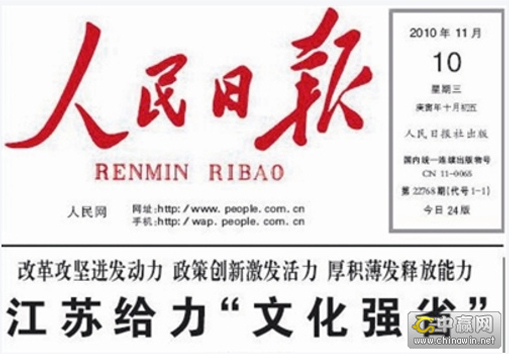 人民日报
RENMIN RIBAO
人民网 网址:http://www.people.com.cn
手机:http://wap.people.com.cn
2010年11月
10
星期三
庚寅年十月初五
人民日报社出版
国内统一连续出版物号
CN 11-0065
第22768期(代号1-1)
今日24版
改革攻坚迸发动力 政策创新激发活力 厚积薄发释放能力
江苏给力“文化强省”
中赢网
www.chinawin.net